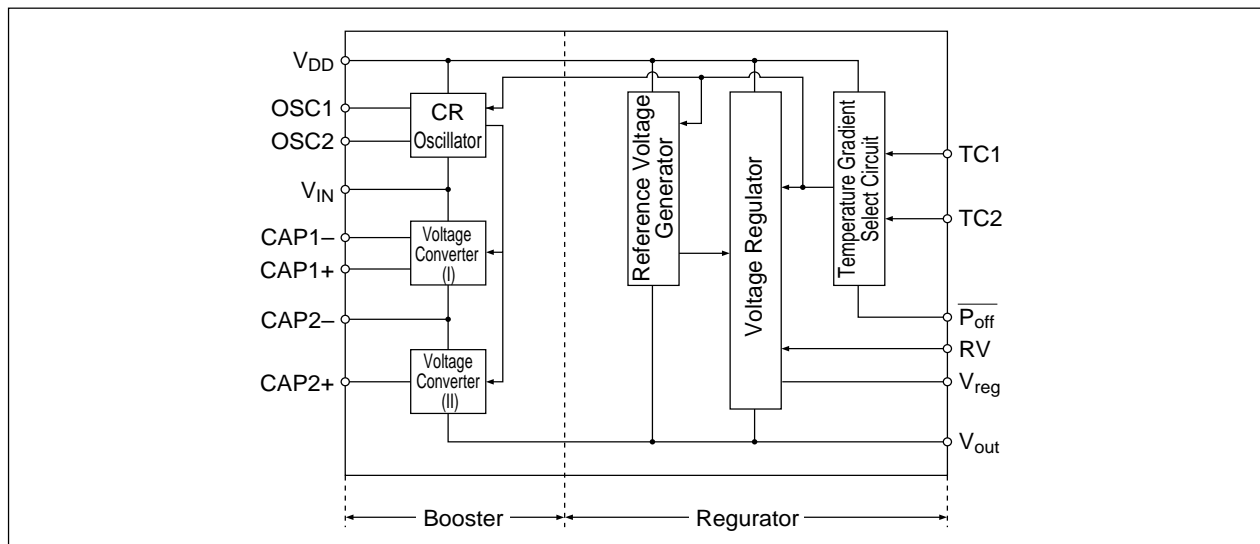 V_DD
OSC1
OSC2
V_IN
CAP1–
CAP1+
CAP2–
CAP2+
CR
Oscillator
Voltage
Converter
(I)
Voltage
Converter
(II)
Reference Voltage
Generator
Voltage Regulator
Temperature Gradient
Select Circuit
TC1
TC2
P̅o̅f̅f̅
RV
V_reg
V_out
Booster
Regurator